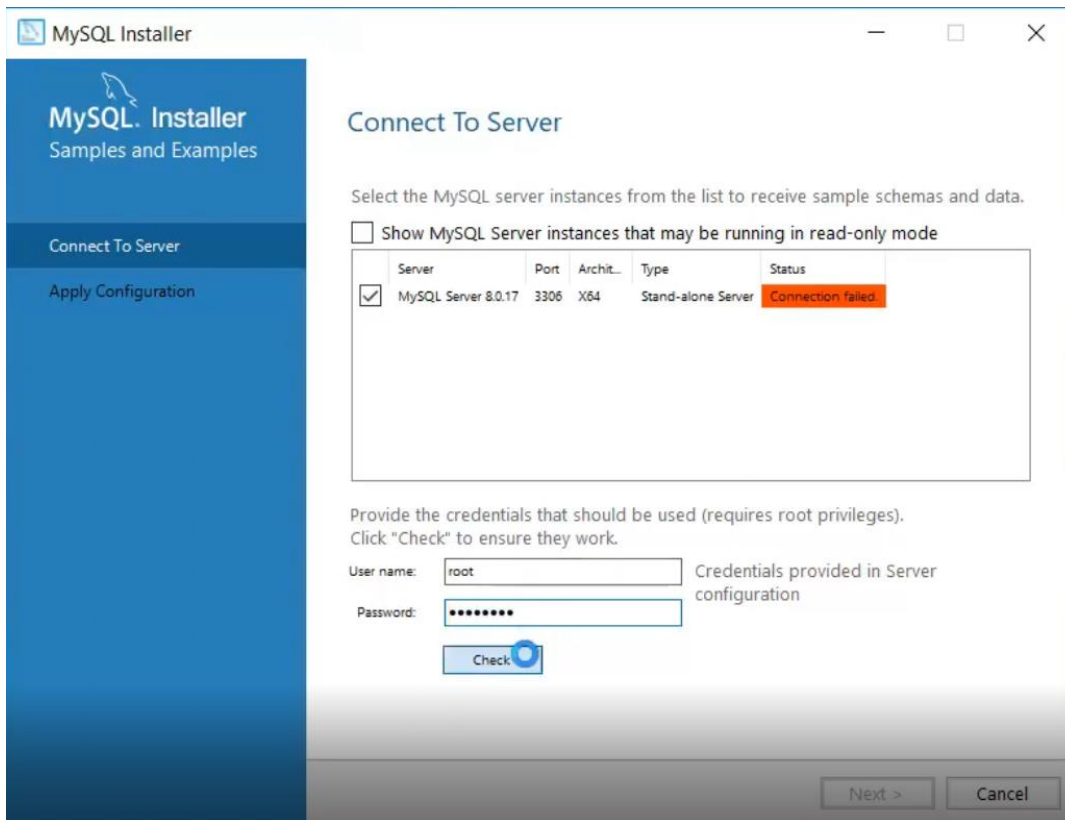 MySQL Installer
MySQL. Installer
Samples and Examples
Connect To Server
Apply Configuration
Connect To Server
Select the MySQL server instances from the list to receive sample schemas and data.
Show MySQL Server instances that may be running in read-only mode
Server Port Archit... Type Status
MySQL Server 8.0.17 3306 X64 Stand-alone Server Connection failed.
Provide the credentials that should be used (requires root privileges).
Click "Check" to ensure they work.
User name: root
Credentials provided in Server
configuration
Password: ••••••••
Check
Next > Cancel